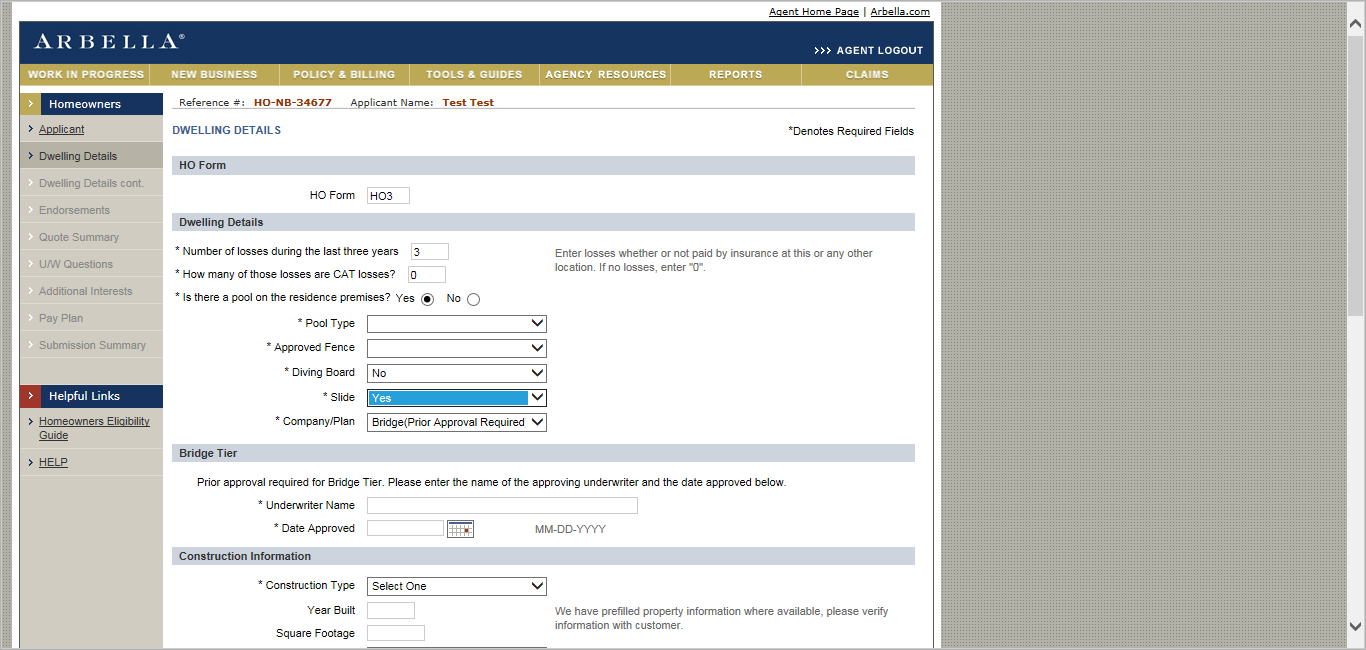 Agent Home Page | Arbella.com
ARBELLA®
>>> AGENT LOGOUT
WORK IN PROGRESS NEW BUSINESS POLICY & BILLING TOOLS & GUIDES AGENCY RESOURCES REPORTS CLAIMS
Homeowners
Applicant
Dwelling Details
Dwelling Details cont.
Endorsements
Quote Summary
U/W Questions
Additional Interests
Pay Plan
Submission Summary
Helpful Links
Homeowners Eligibility
Guide
HELP
Reference #: HO-NB-34677 Applicant Name: Test Test
DWELLING DETAILS
*Denotes Required Fields
HO Form
HO Form HO3
Dwelling Details
* Number of losses during the last three years 3
Enter losses whether or not paid by insurance at this or any other
location. If no losses, enter "0".
* How many of those losses are CAT losses? 0
* Is there a pool on the residence premises? Yes No
* Pool Type
* Approved Fence
* Diving Board No
* Slide Yes
* Company/Plan Bridge(Prior Approval Required
Bridge Tier
Prior approval required for Bridge Tier. Please enter the name of the approving underwriter and the date approved below.
* Underwriter Name
* Date Approved MM-DD-YYYY
Construction Information
* Construction Type Select One
Year Built
We have prefilled property information where available, please verify
information with customer.
Square Footage